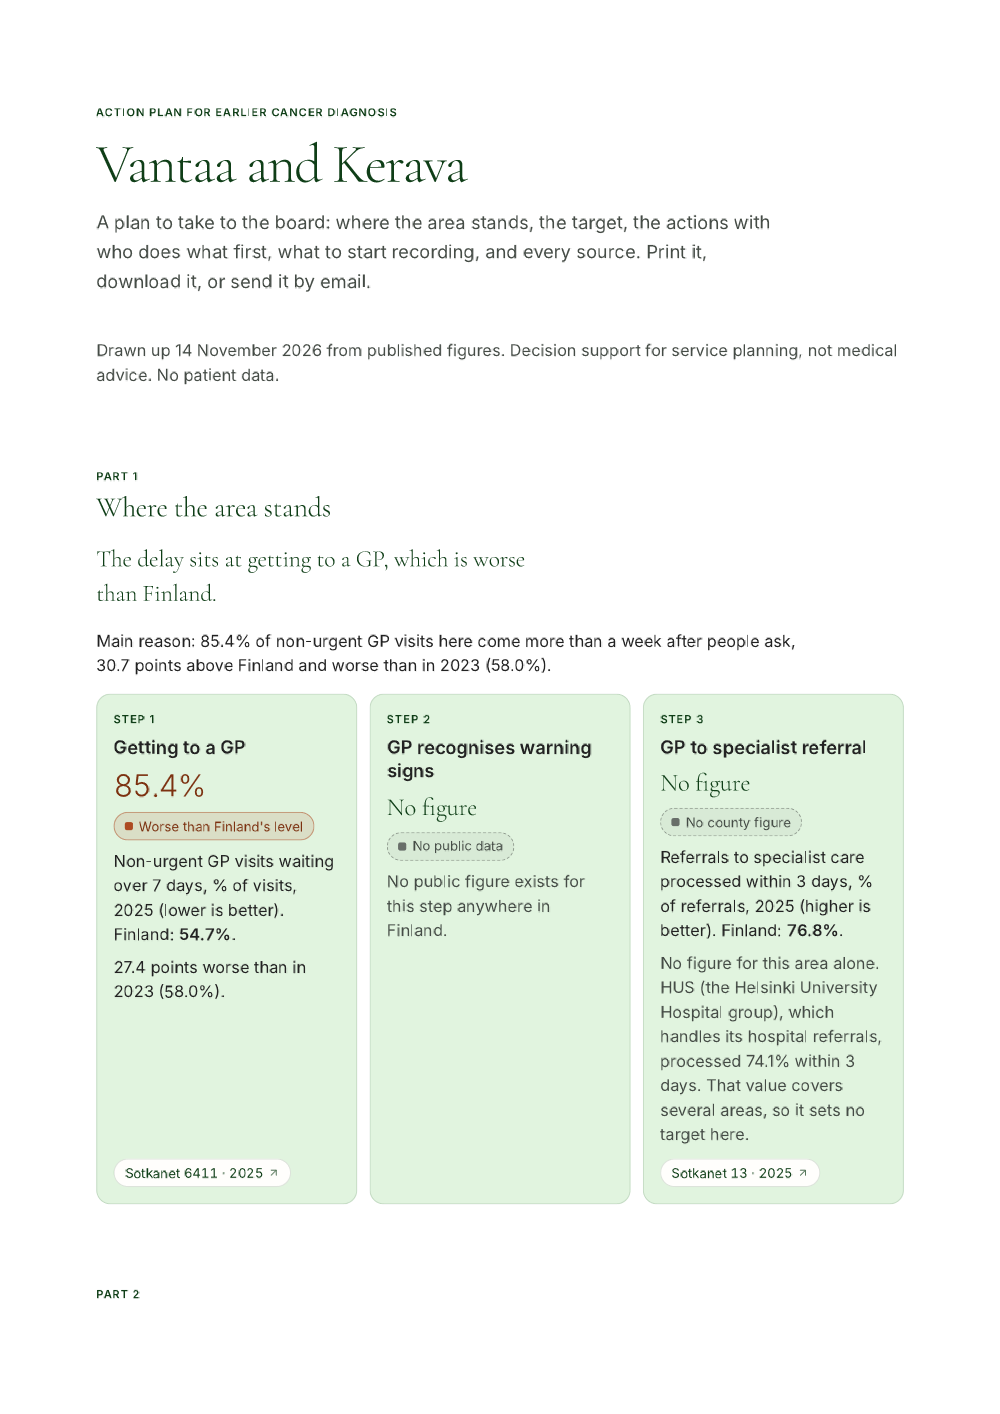 ACTION PLAN FOR EARLIER CANCER DIAGNOSIS
Vantaa and Kerava
A plan to take to the board: where the area stands, the target, the actions with
who does what first, what to start recording, and every source. Print it,
download it, or send it by email.
Drawn up 14 November 2026 from published figures. Decision support for service planning, not medical
advice. No patient data.
PART 1
Where the area stands
The delay sits at getting to a GP, which is worse
than Finland.
Main reason: 85.4% of non-urgent GP visits here come more than a week after people ask,
30.7 points above Finland and worse than in 2023 (58.0%).
STEP 1
Getting to a GP
85.4%
Worse than Finland's level
Non-urgent GP visits waiting
over 7 days, % of visits,
2025 (lower is better).
Finland: 54.7%.
27.4 points worse than in
2023 (58.0%).
Sotkanet 6411 · 2025 ↗
STEP 2
GP recognises warning
signs
No figure
No public data
No public figure exists for
this step anywhere in
Finland.
STEP 3
GP to specialist referral
No figure
No county figure
Referrals to specialist care
processed within 3 days, %
of referrals, 2025 (higher is
better). Finland: 76.8%.
No figure for this area alone.
HUS (the Helsinki University
Hospital group), which
handles its hospital referrals,
processed 74.1% within 3
days. That value covers
several areas, so it sets no
target here.
Sotkanet 13 · 2025 ↗
PART 2